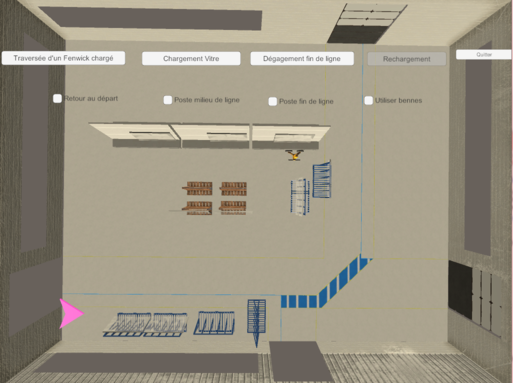 Traversée d'un Fenwick chargé
Chargement Vitre
Dégagement fin de ligne
Rechargement
Quitter
Retour au départ
Poste milieu de ligne
Poste fin de ligne
Utiliser bennes